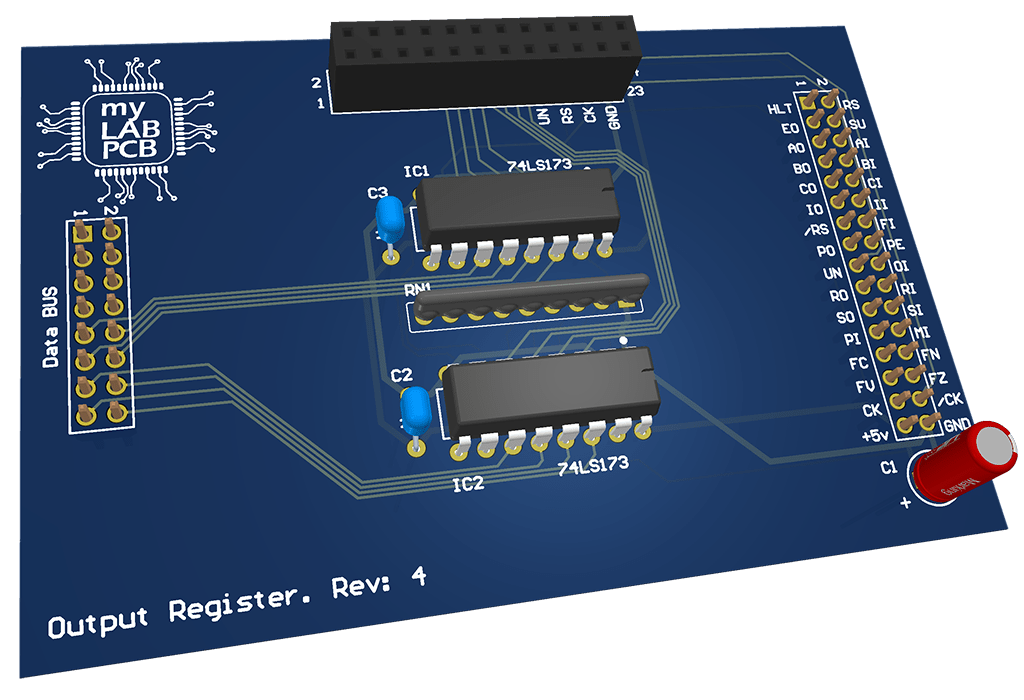 my
LAB
PCB
2
1
23
UN
RS
CK
GND
1
2
HLT
EO
AO
BO
CO
IO
/RS
PO
UN
RO
SO
PI
FC
FV
CK
+5v
RS
SU
AI
BI
CI
II
FI
PE
OI
RI
SI
MI
FN
FZ
/CK
GND
IC1
74LS173
C3
RN1
C2
IC2
74LS173
1
2
Data BUS
C1
+
Output Register. Rev: 4